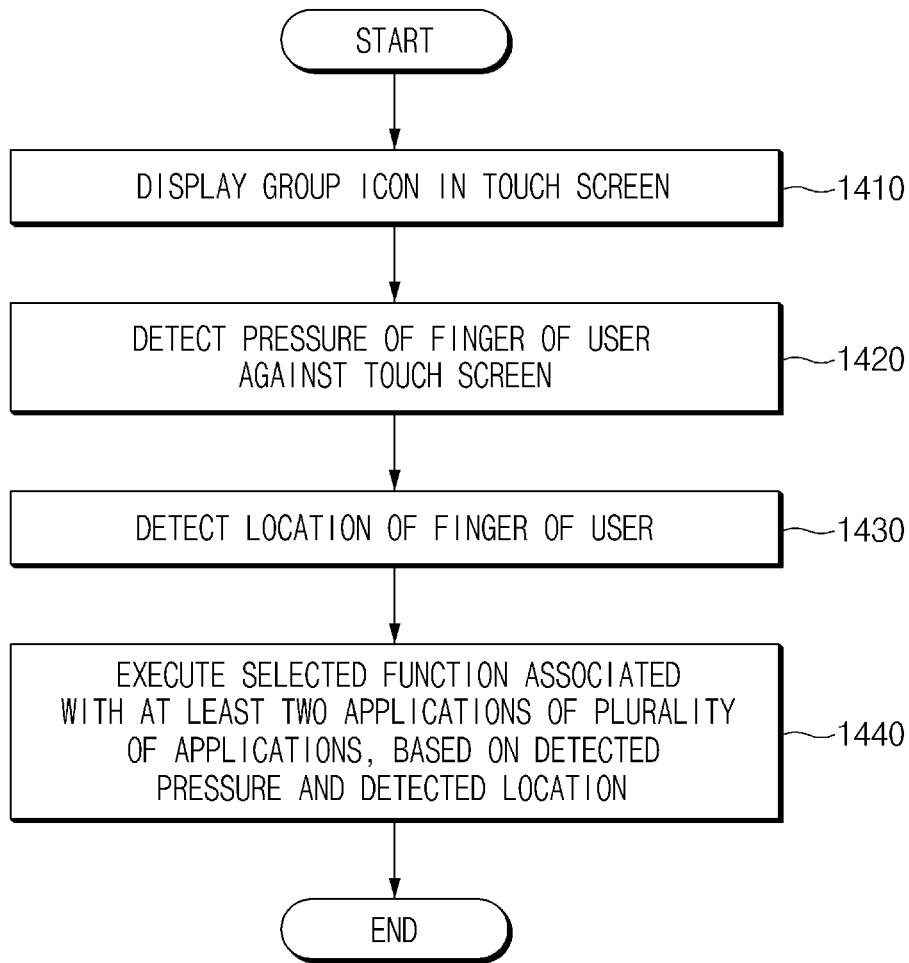 START
DISPLAY GROUP ICON IN TOUCH SCREEN
1410
DETECT PRESSURE OF FINGER OF USER
AGAINST TOUCH SCREEN
1420
DETECT LOCATION OF FINGER OF USER
1430
EXECUTE SELECTED FUNCTION ASSOCIATED
WITH AT LEAST TWO APPLICATIONS OF PLURALITY
OF APPLICATIONS, BASED ON DETECTED
PRESSURE AND DETECTED LOCATION
1440
END